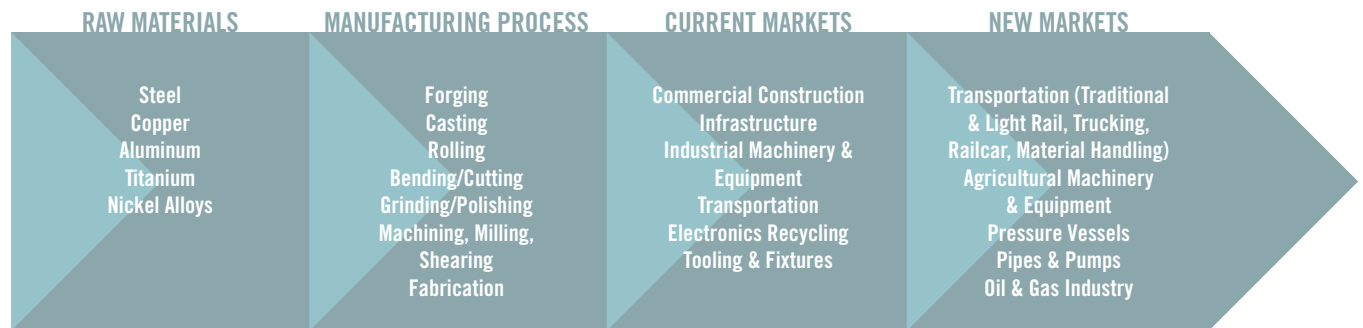 RAW MATERIALS
Steel
Copper
Aluminum
Titanium
Nickel Alloys
MANUFACTURING PROCESS
Forging
Casting
Rolling
Bending/Cutting
Grinding/Polishing
Machining, Milling,
Shearing
Fabrication
CURRENT MARKETS
Commercial Construction
Infrastructure
Industrial Machinery &
Equipment
Transportation
Electronics Recycling
Tooling & Fixtures
NEW MARKETS
Transportation (Traditional
& Light Rail, Trucking,
Railcar, Material Handling)
Agricultural Machinery
& Equipment
Pressure Vessels
Pipes & Pumps
Oil & Gas Industry